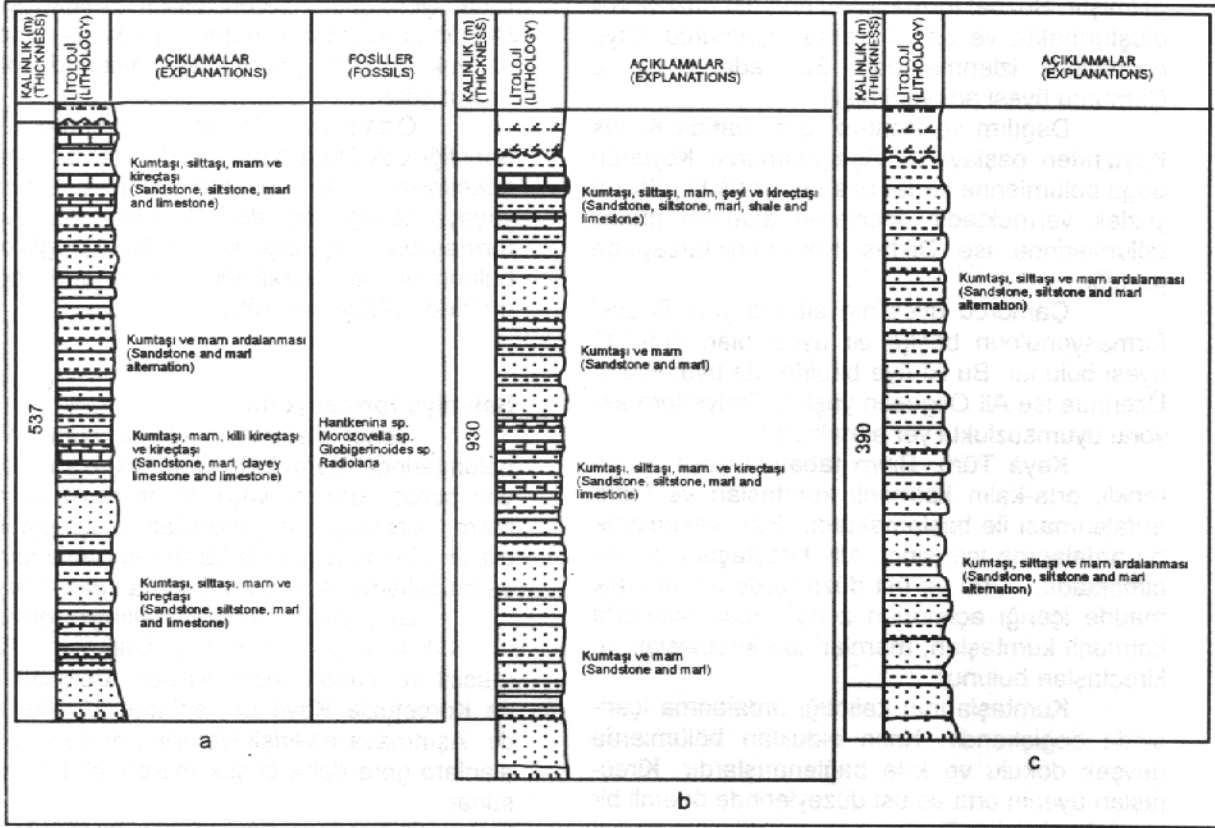 KALINLIK (m)
(THICKNESS)
LİTOLOJİ
(LITHOLOGY)
AÇIKLAMALAR
(EXPLANATIONS)
FOSİLLER
(FOSSILS)
537
Kumtaşı, silttaşı, marn ve
kireçtaşı
(Sandstone, siltstone, marl
and limestone)
Kumtaşı ve marn ardalanması
(Sandstone and marl
alternation)
Kumtaşı, marn, killi kireçtaşı
ve kireçtaşı
(Sandstone, marl, clayey
limestone and limestone)
Hantkenina sp.
Morozovella sp.
Globigerinoides sp.
Radiolaria
Kumtaşı, silttaşı, marn ve
kireçtaşı
(Sandstone, siltstone, marl
and limestone)
a
KALINLIK (m)
(THICKNESS)
LİTOLOJİ
(LITHOLOGY)
AÇIKLAMALAR
(EXPLANATIONS)
930
Kumtaşı, silttaşı, marn, şeyl ve kireçtaşı
(Sandstone, siltstone, marl, shale and
limestone)
Kumtaşı ve marn
(Sandstone and marl)
Kumtaşı, silttaşı, marn ve kireçtaşı
(Sandstone, siltstone, marl and
limestone)
Kumtaşı ve marn
(Sandstone and marl)
b
KALINLIK (m)
(THICKNESS)
LİTOLOJİ
(LITHOLOGY)
AÇIKLAMALAR
(EXPLANATIONS)
390
Kumtaşı, silttaşı ve marn ardalanması
(Sandstone, siltstone and marl
alternation)
Kumtaşı, silttaşı ve marn ardalanması
(Sandstone, siltstone and marl
alternation)
c